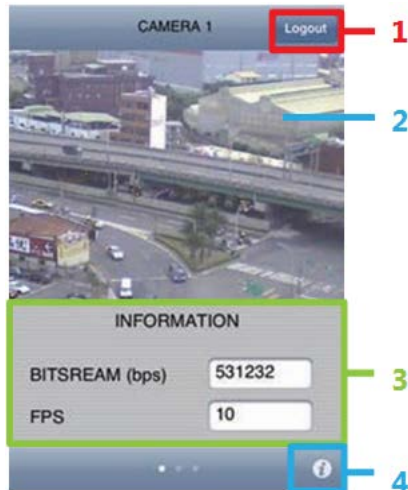 CAMERA 1
Logout
1
2
INFORMATION
BITSREAM (bps)
531232
3
FPS
10
i
4